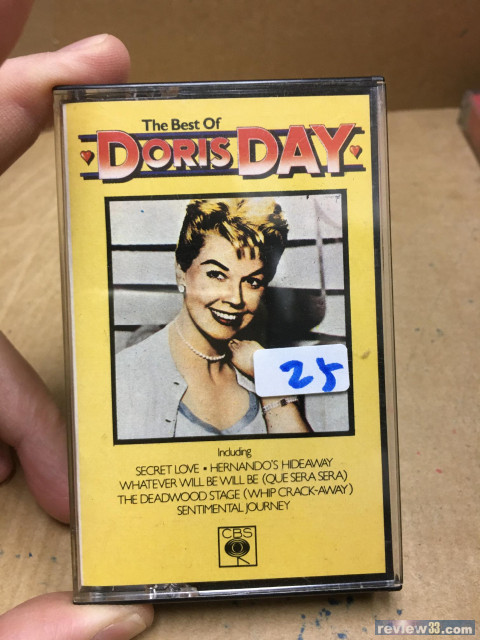 The Best Of
DORIS DAY
25
Including
SECRET LOVE • HERNANDO'S HIDEAWAY
WHATEVER WILL BE WILL BE (QUE SERA SERA)
THE DEADWOOD STAGE (WHIP CRACK-AWAY)
SENTIMENTAL JOURNEY
CBS
review33.com